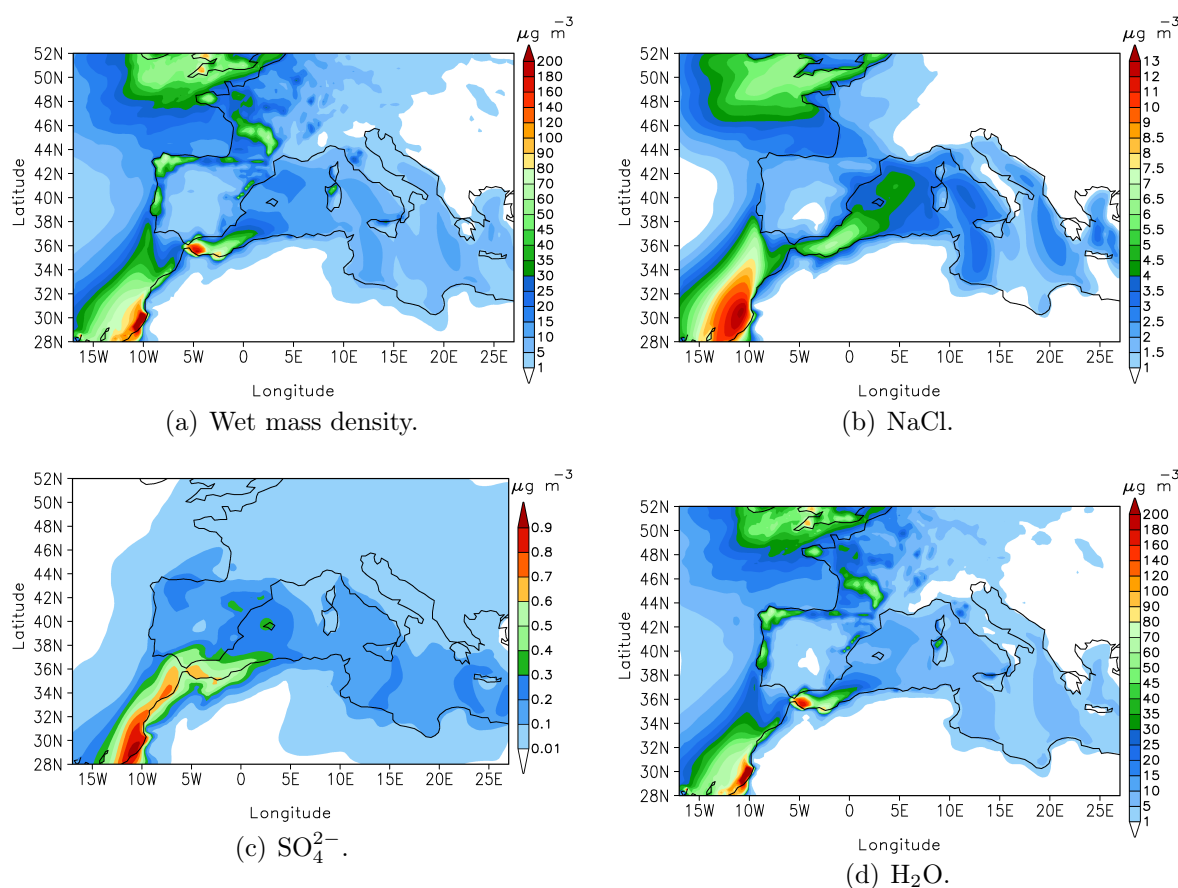 μg m⁻³
52N
50N
48N
46N
44N
42N
40N
38N
36N
34N
32N
30N
28N
Latitude
15W 10W 5W 0 5E 10E 15E 20E 25E
Longitude
200
180
160
140
120
100
90
80
70
60
50
45
40
35
30
25
20
15
10
5
1
(a) Wet mass density.
μg m⁻³
52N
50N
48N
46N
44N
42N
40N
38N
36N
34N
32N
30N
28N
Latitude
15W 10W 5W 0 5E 10E 15E 20E 25E
Longitude
13
11
10
9
8.5
8
7.5
7
6.5
6
5.5
5
4.5
4
3.5
3
2.5
2
1.5
1
(b) NaCl.
μg m⁻³
52N
50N
48N
46N
44N
42N
40N
38N
36N
34N
32N
30N
28N
Latitude
15W 10W 5W 0 5E 10E 15E 20E 25E
Longitude
0.9
0.8
0.7
0.6
0.5
0.4
0.3
0.2
0.1
0.01
(c) SO₄²⁻.
μg m⁻³
52N
50N
48N
46N
44N
42N
40N
38N
36N
34N
32N
30N
28N
Latitude
15W 10W 5W 0 5E 10E 15E 20E 25E
Longitude
200
180
160
140
120
100
90
80
70
60
50
45
40
35
30
25
20
15
10
5
1
(d) H₂O.